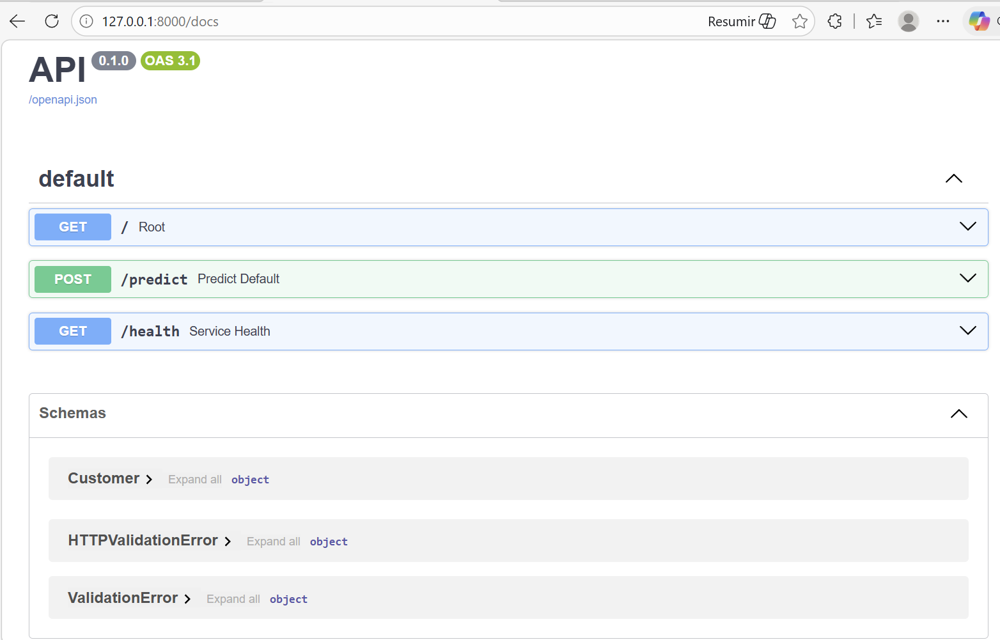 127.0.0.1:8000/docs Resumir
API 0.1.0 OAS 3.1
/openapi.json
default
GET / Root
POST /predict Predict Default
GET /health Service Health
Schemas
Customer Expand all object
HTTPValidationError Expand all object
ValidationError Expand all object